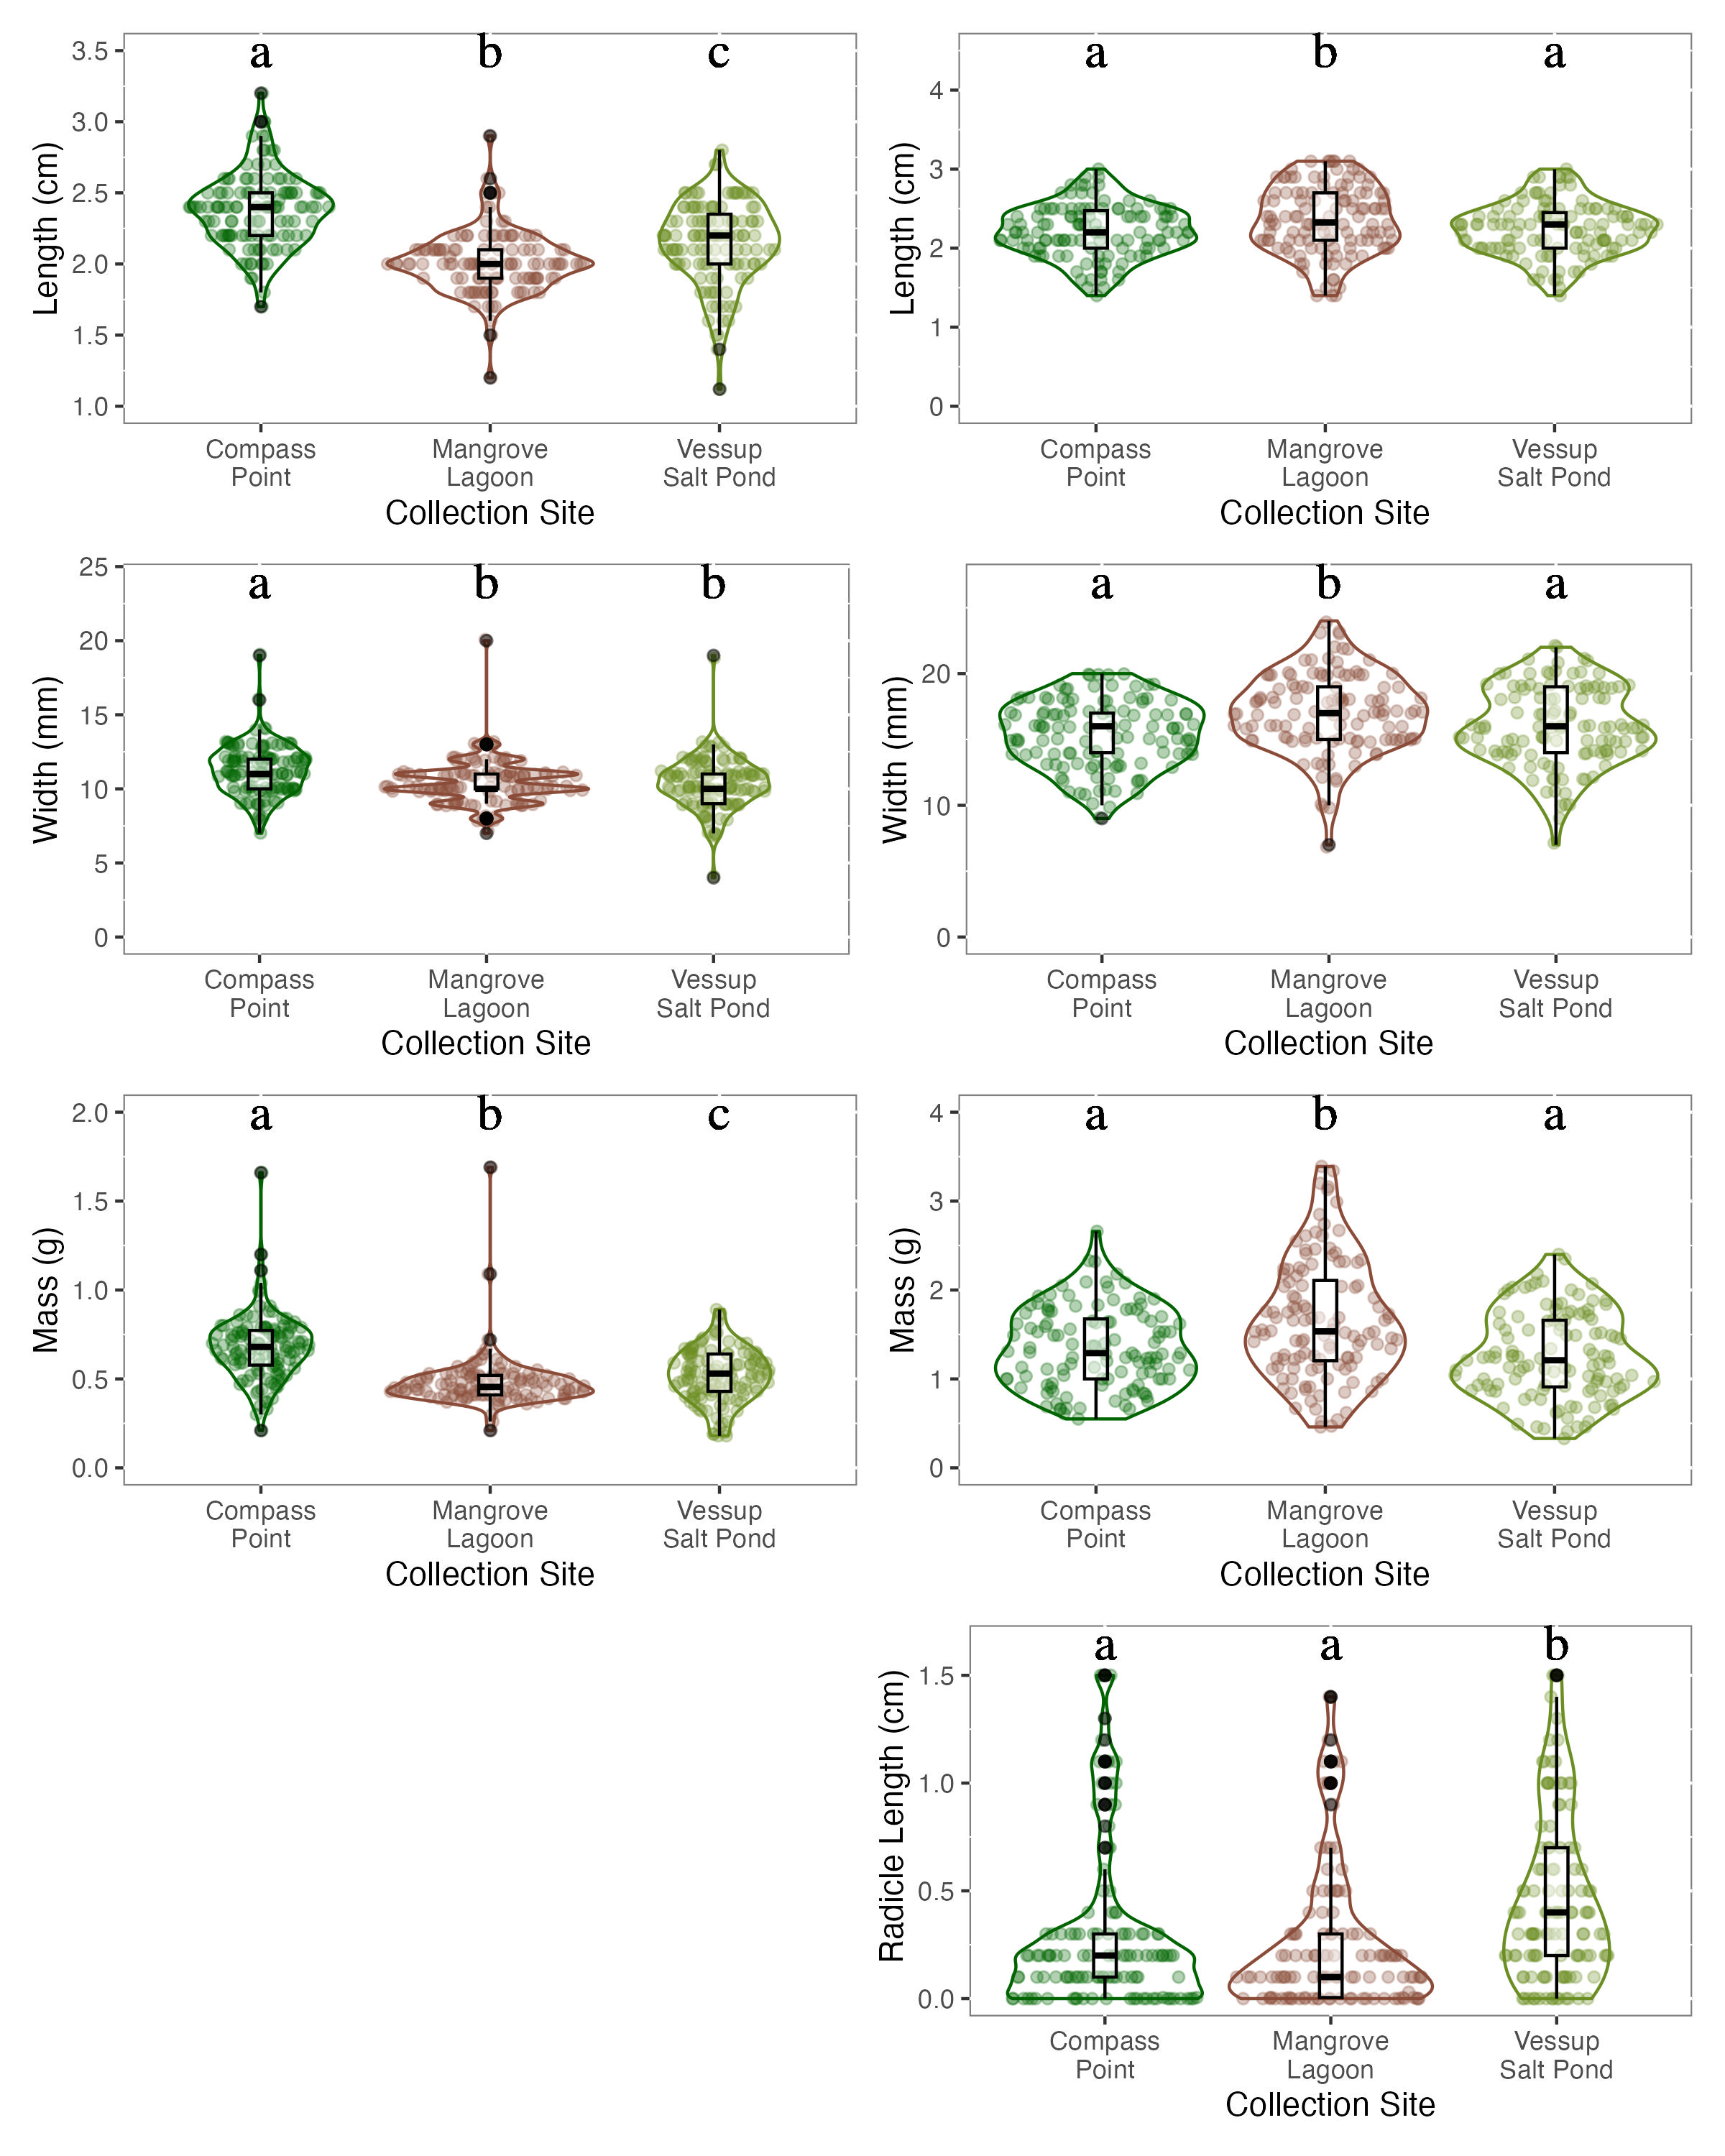 a b c
3.5
3.0
2.5
2.0
1.5
1.0
Length (cm)
Compass Mangrove Vessup
Point Lagoon Salt Pond
Collection Site
a b a
4
3
2
1
0
Length (cm)
Compass Mangrove Vessup
Point Lagoon Salt Pond
Collection Site
a b b
25
20
15
10
5
0
Width (mm)
Compass Mangrove Vessup
Point Lagoon Salt Pond
Collection Site
a b a
20
10
0
Width (mm)
Compass Mangrove Vessup
Point Lagoon Salt Pond
Collection Site
a b c
2.0
1.5
1.0
0.5
0.0
Mass (g)
Compass Mangrove Vessup
Point Lagoon Salt Pond
Collection Site
a b a
4
3
2
1
0
Mass (g)
Compass Mangrove Vessup
Point Lagoon Salt Pond
Collection Site
a a b
1.5
1.0
0.5
0.0
Radicle Length (cm)
Compass Mangrove Vessup
Point Lagoon Salt Pond
Collection Site